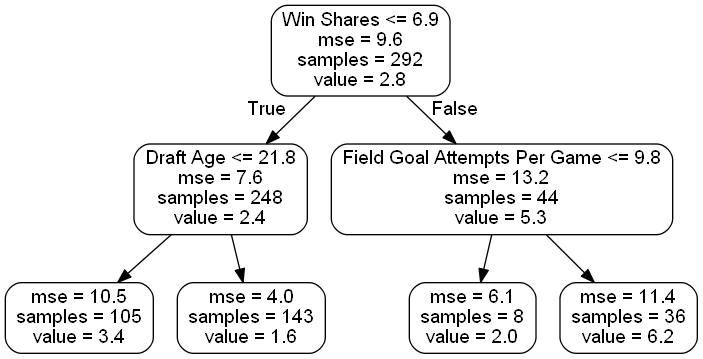 Win Shares <= 6.9
mse = 9.6
samples = 292
value = 2.8
True
False
Draft Age <= 21.8
mse = 7.6
samples = 248
value = 2.4
Field Goal Attempts Per Game <= 9.8
mse = 13.2
samples = 44
value = 5.3
mse = 10.5
samples = 105
value = 3.4
mse = 4.0
samples = 143
value = 1.6
mse = 6.1
samples = 8
value = 2.0
mse = 11.4
samples = 36
value = 6.2